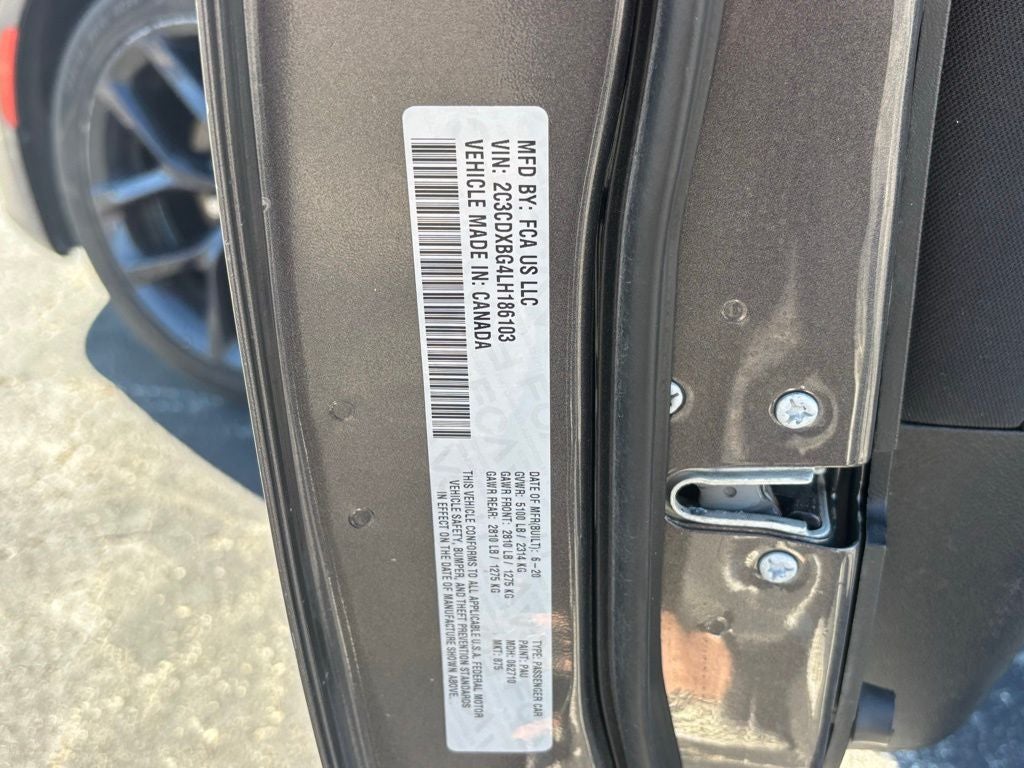 MFD BY: FCA US LLC
VIN: 2C3CDXBG4LH186103
VEHICLE MADE IN: CANADA
DATE OF MFR(BUILT): 6-20
GVWR: 5100 LB / 2314 KG
GAWR FRONT: 2810 LB / 1275 KG
GAWR REAR: 2810 LB / 1275 KG
TYPE: PASSENGER CAR
PAINT: PAU
MDH: 062710
MKT: 875
THIS VEHICLE CONFORMS TO ALL APPLICABLE U.S.A. FEDERAL MOTOR
VEHICLE SAFETY, BUMPER, AND THEFT PREVENTION STANDARDS
IN EFFECT ON THE DATE OF MANUFACTURE SHOWN ABOVE.